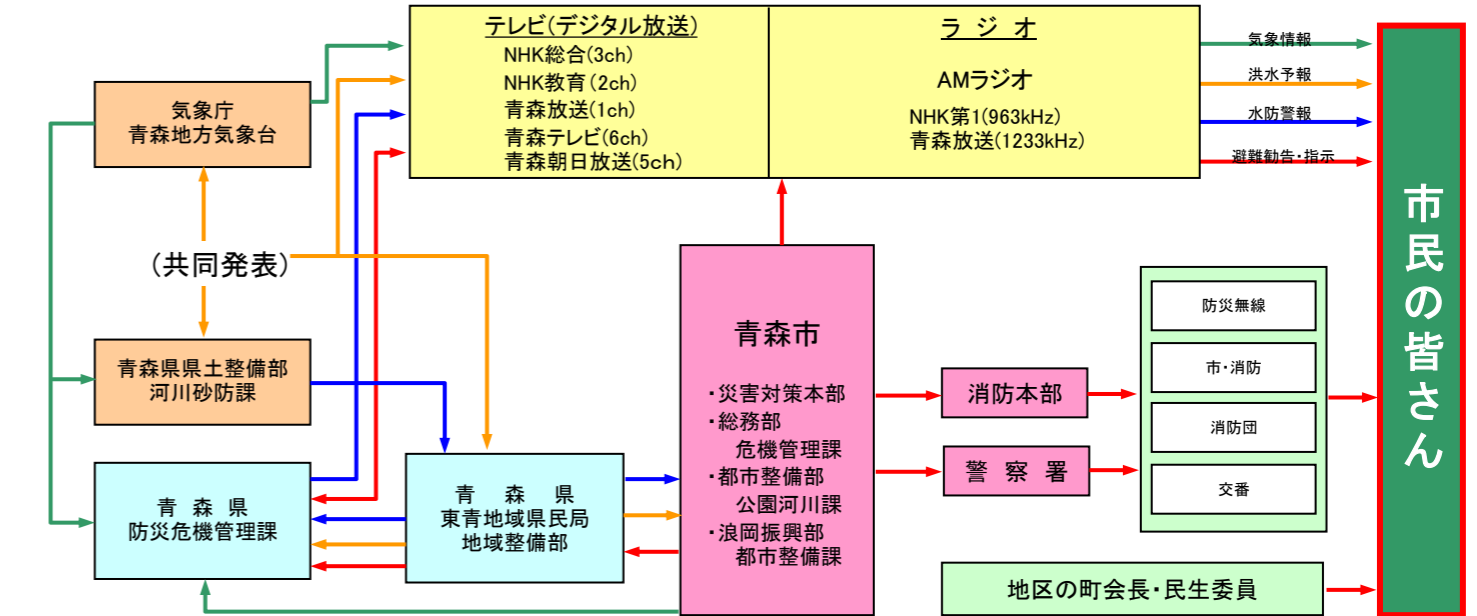 テレビ(デジタル放送)
NHK総合(3ch)
NHK教育(2ch)
青森放送(1ch)
青森テレビ(6ch)
青森朝日放送(5ch)
ラ ジ オ
AMラジオ
NHK第1(963kHz)
青森放送(1233kHz)
気象情報
洪水予報
水防警報
避難勧告・指示
気象庁
青森地方気象台
(共同発表)
青森県県土整備部
河川砂防課
青 森 県
防災危機管理課
青 森 県
東青地域県民局
地域整備部
青森市
・災害対策本部
・総務部
危機管理課
・都市整備部
公園河川課
・浪岡振興部
都市整備課
消防本部
警 察 署
防災無線
市・消防
消防団
交番
地区の町会長・民生委員
市民の皆さん